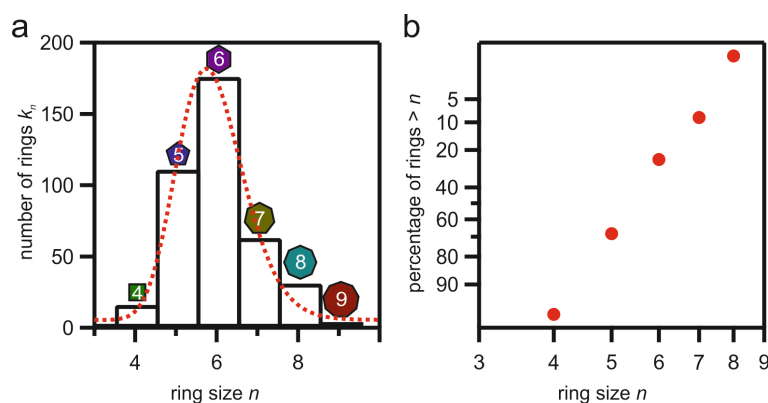 a
200
150
100
50
0
number of rings kn
4
5
6
7
8
9
4 6 8
ring size n
b
5
10
20
40
60
80
90
percentage of rings > n
3 4 5 6 7 8 9
ring size n